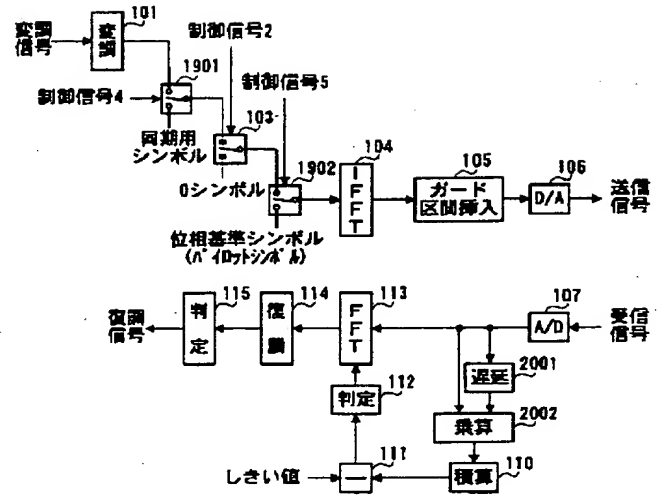 変調
信号
変調
101
1901
制御信号4
同期用
シンボル
制御信号2
103
0シンボル
制御信号5
1902
位相基準シンボル
(パイロットシンボル)
104
IFFT
105
ガード
区間挿入
106
D/A
送信
信号
復調
信号
115
判定
114
復調
113
FFT
107
A/D
受信
信号
2001
遅延
112
判定
2002
乗算
しきい値
111
110
積算